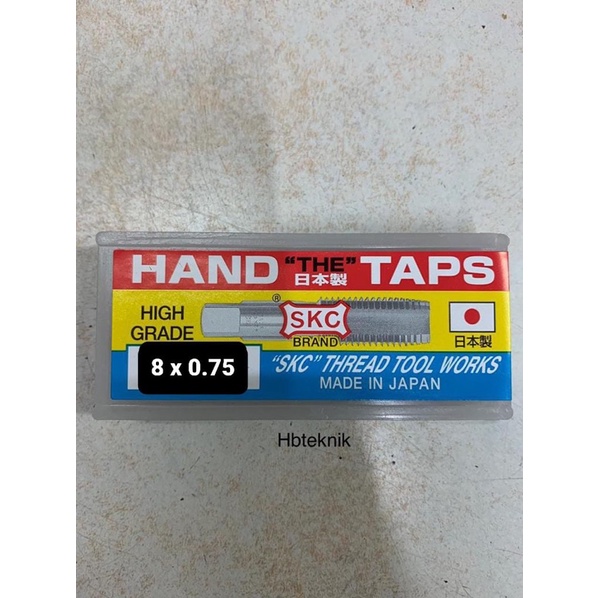 HAND "THE" TAPS
日本製
HIGH
GRADE
®
SKC
BRAND
日本製
8 x 0.75
"SKC" THREAD TOOL WORKS
MADE IN JAPAN
Hbteknik